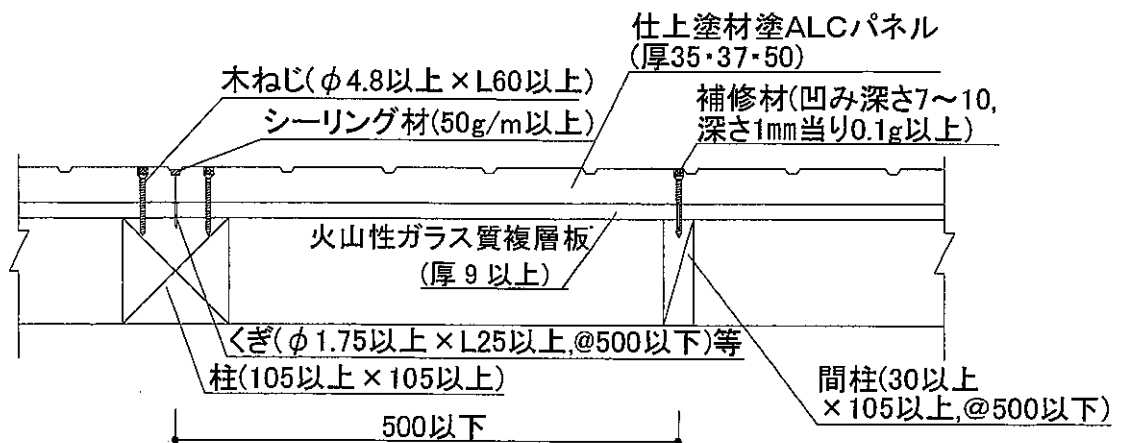 仕上塗材塗ALCパネル
(厚35・37・50)
木ねじ(φ4.8以上×L60以上)
補修材(凹み深さ7〜10,
深さ1㎜当り0.1g以上)
シーリング材(50g/m以上)
火山性ガラス質複層板
(厚9以上)
くぎ(φ1.75以上×L25以上,@500以下)等
柱(105以上×105以上)
間柱(30以上
×105以上,@500以下)
500以下